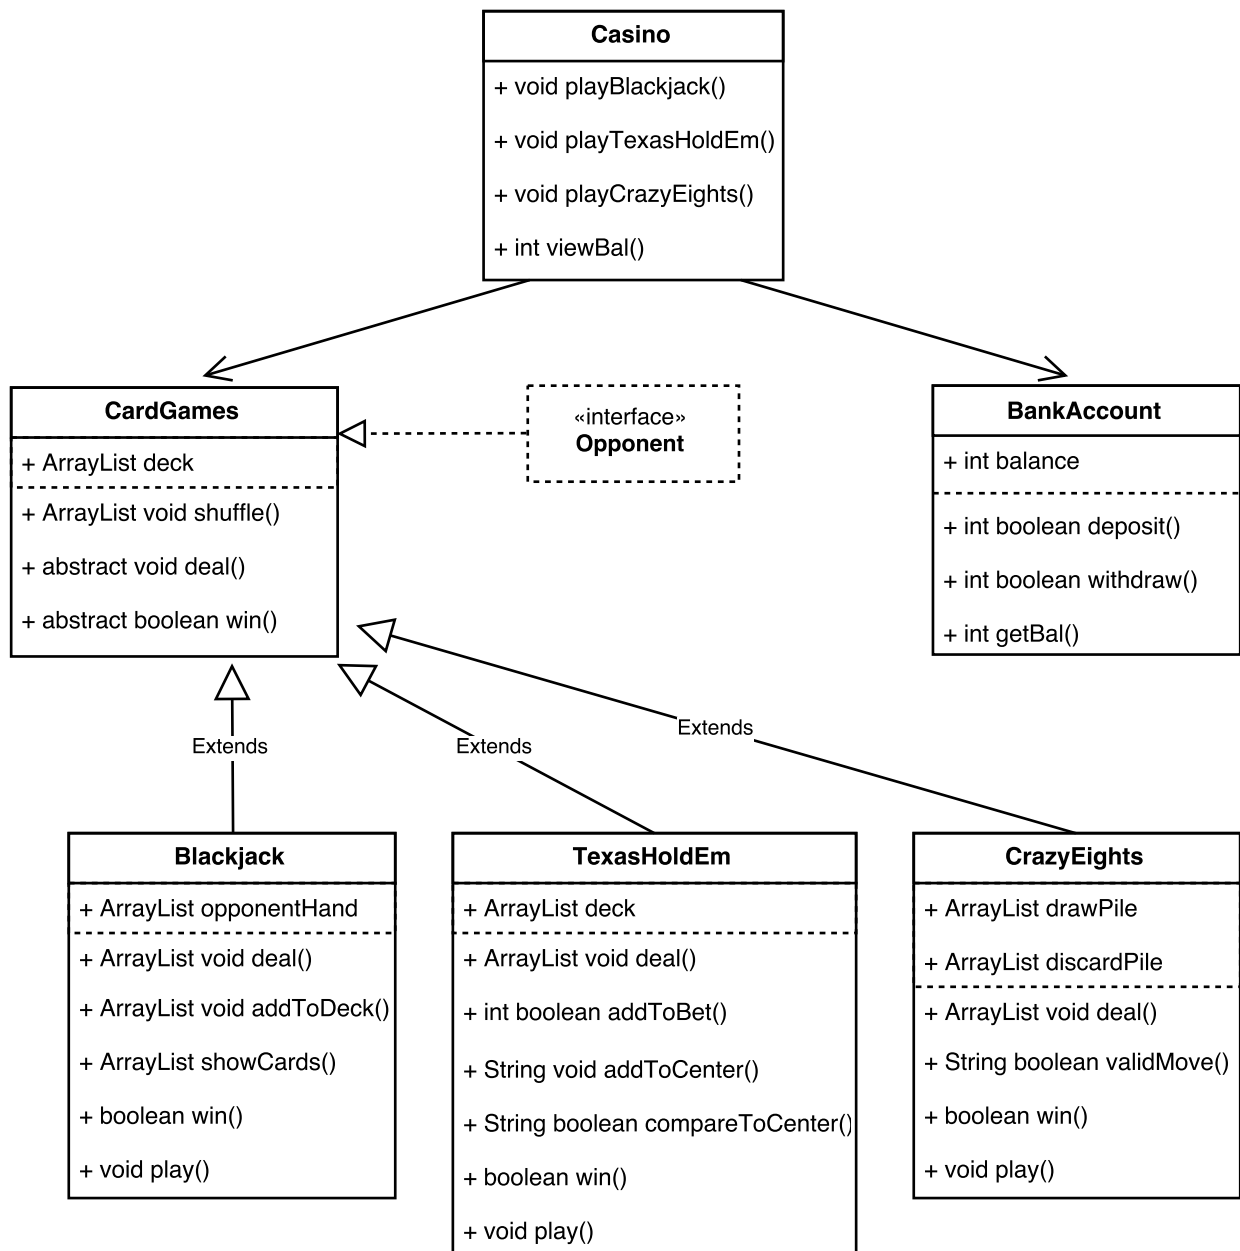 Casino
+ void playBlackjack()
+ void playTexasHoldEm()
+ void playCrazyEights()
+ int viewBal()
CardGames
+ ArrayList deck
+ ArrayList void shuffle()
+ abstract void deal()
+ abstract boolean win()
«interface»
Opponent
BankAccount
+ int balance
+ int boolean deposit()
+ int boolean withdraw()
+ int getBal()
Extends
Extends
Extends
Blackjack
+ ArrayList opponentHand
+ ArrayList void deal()
+ ArrayList void addToDeck()
+ ArrayList showCards()
+ boolean win()
+ void play()
TexasHoldEm
+ ArrayList deck
+ ArrayList void deal()
+ int boolean addToBet()
+ String void addToCenter()
+ String boolean compareToCenter()
+ boolean win()
+ void play()
CrazyEights
+ ArrayList drawPile
+ ArrayList discardPile
+ ArrayList void deal()
+ String boolean validMove()
+ boolean win()
+ void play()